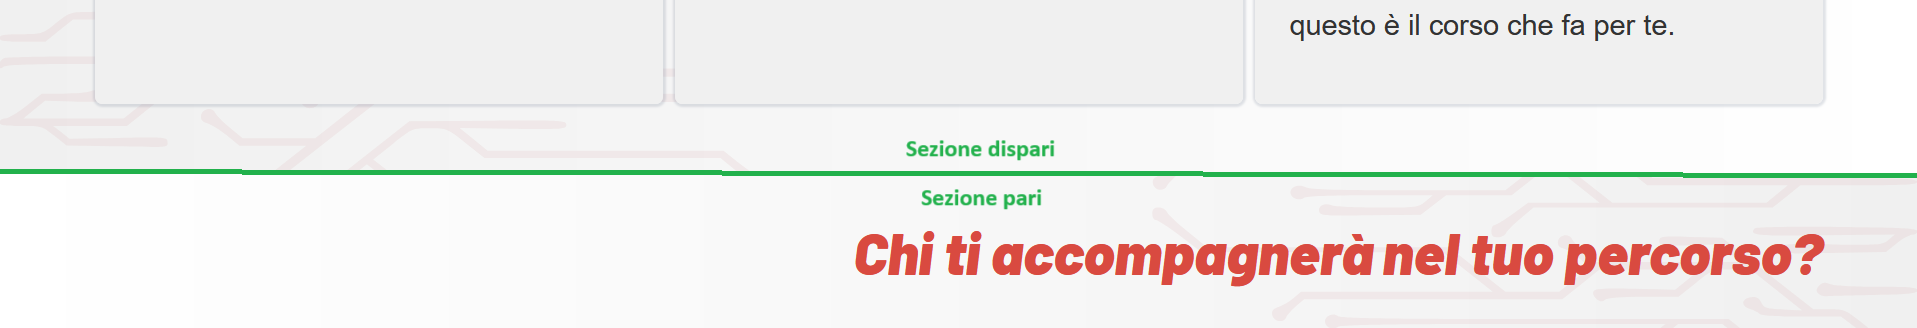 questo è il corso che fa per te.
Sezione dispari
Sezione pari
Chi ti accompagnerà nel tuo percorso?